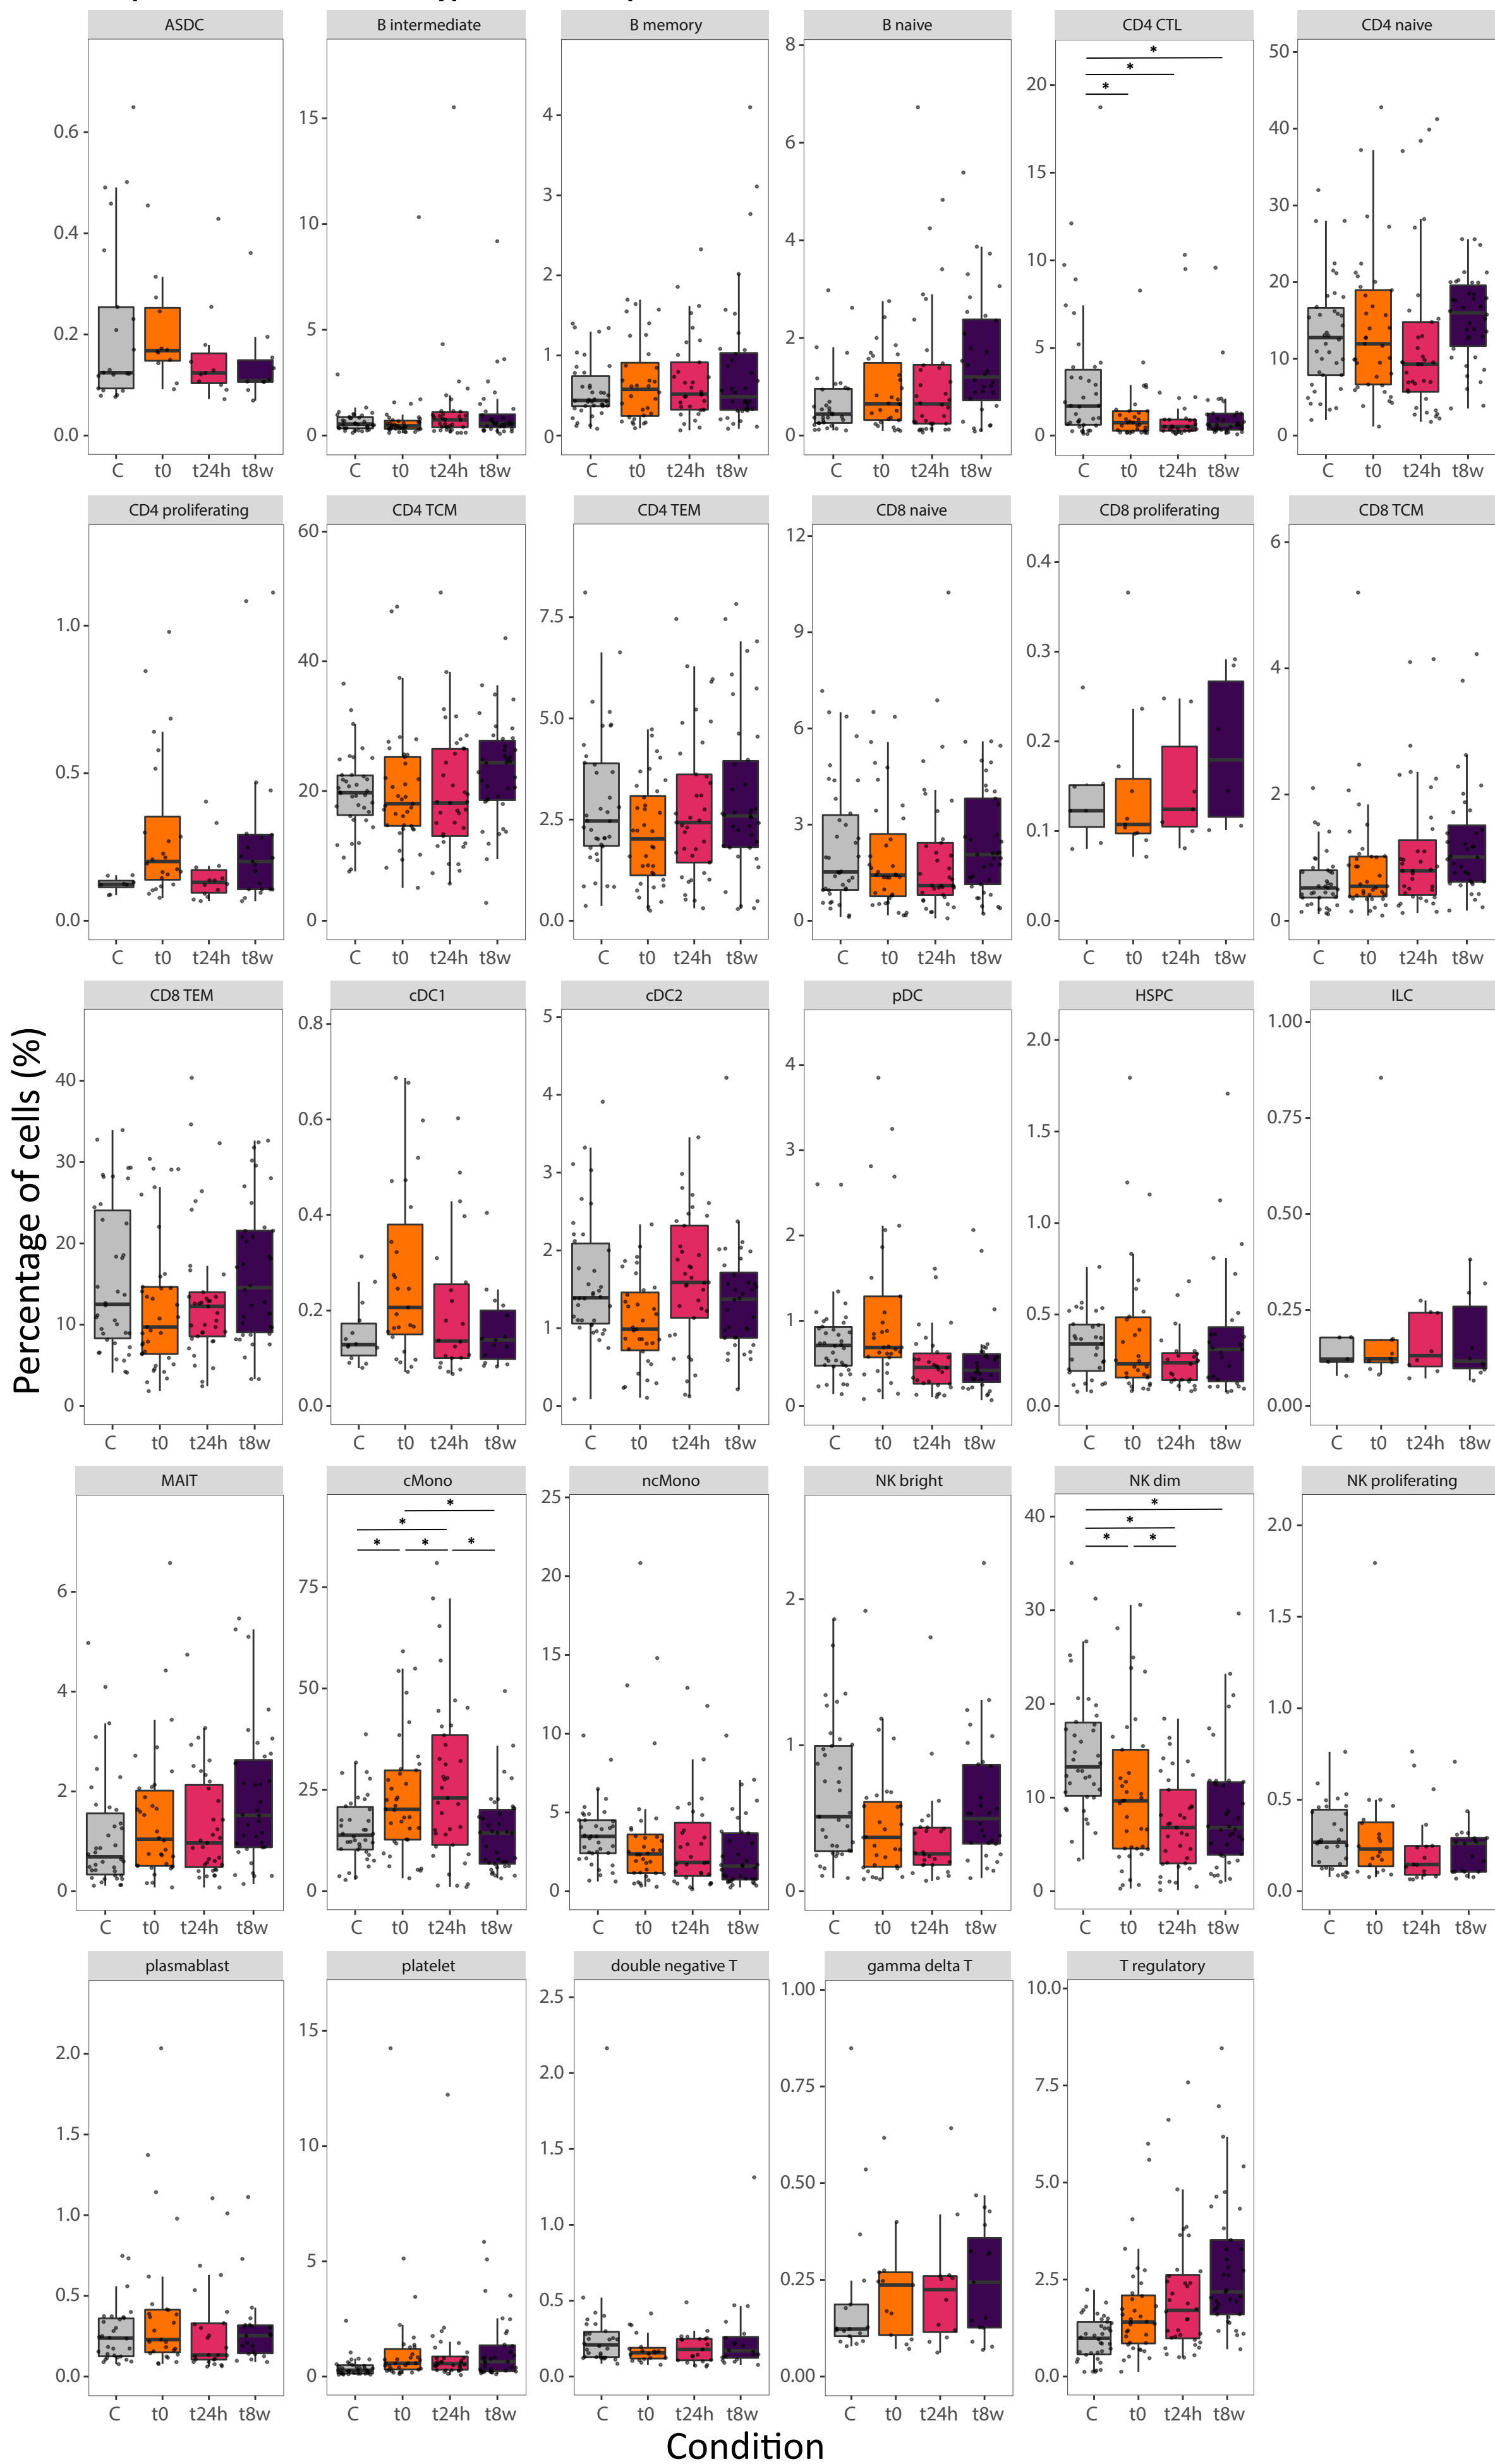 ASDC B intermediate B memory B naive CD4 CTL CD4 naive
0.6 0.4 0.2 0.0
15 10 5 0
4 3 2 1 0
8 6 4 2 0
20 15 10 5 0
* * *
50 40 30 20 10 0
C t0 t24h t8w C t0 t24h t8w C t0 t24h t8w C t0 t24h t8w C t0 t24h t8w C t0 t24h t8w
CD4 proliferating CD4 TCM CD4 TEM CD8 naive CD8 proliferating CD8 TCM
1.0 0.5 0.0
60 40 20 0
7.5 5.0 2.5 0.0
12 9 6 3 0
0.4 0.3 0.2 0.1 0.0
6 4 2 0
C t0 t24h t8w C t0 t24h t8w C t0 t24h t8w C t0 t24h t8w C t0 t24h t8w C t0 t24h t8w
Percentage of cells (%)
CD8 TEM cDC1 cDC2 pDC HSPC ILC
40 30 20 10 0
0.8 0.6 0.4 0.2 0.0
5 4 3 2 1 0
4 3 2 1 0
2.0 1.5 1.0 0.5 0.0
1.00 0.75 0.50 0.25 0.00
C t0 t24h t8w C t0 t24h t8w C t0 t24h t8w C t0 t24h t8w C t0 t24h t8w C t0 t24h t8w
MAIT cMono ncMono NK bright NK dim NK proliferating
6 4 2 0
75 50 25 0
* * * * *
25 20 15 10 5 0
2 1 0
40 30 20 10 0
* * * *
2.0 1.5 1.0 0.5 0.0
C t0 t24h t8w C t0 t24h t8w C t0 t24h t8w C t0 t24h t8w C t0 t24h t8w C t0 t24h t8w
plasmablast platelet double negative T gamma delta T T regulatory
2.0 1.5 1.0 0.5 0.0
15 10 5 0
2.5 2.0 1.5 1.0 0.5 0.0
1.00 0.75 0.50 0.25 0.00
10.0 7.5 5.0 2.5 0.0
C t0 t24h t8w C t0 t24h t8w C t0 t24h t8w C t0 t24h t8w C t0 t24h t8w
Condition